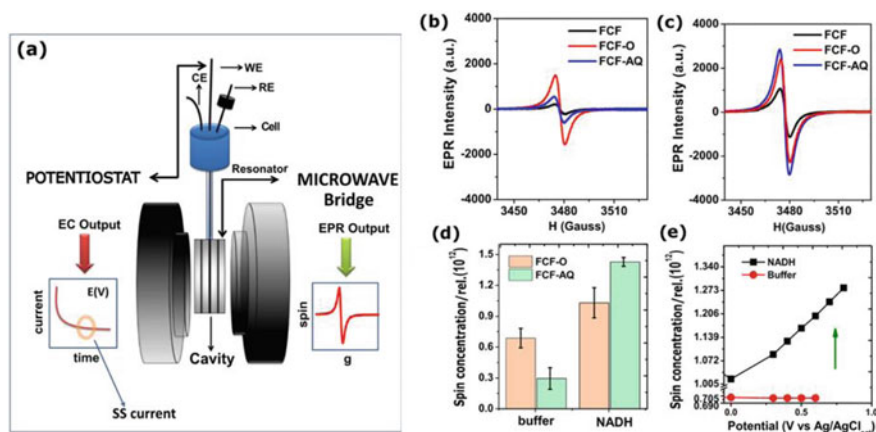 (a)
WE
CE
RE
Cell
Resonator
POTENTIOSTAT
MICROWAVE
Bridge
EC Output
EPR Output
current
E(V)
time
SS current
Cavity
spin
g
(b)
EPR Intensity (a.u.)
4000
2000
0
-2000
-4000
FCF
FCF-O
FCF-AQ
3450 3480 3510
H (Gauss)
(c)
EPR Intensity (a.u.)
4000
2000
0
-2000
-4000
FCF
FCF-O
FCF-AQ
3450 3480 3510
H(Gauss)
(d)
Spin concentration/rel.(10¹²)
1.5
1.2
0.9
0.6
0.3
0.0
FCF-O
FCF-AQ
buffer NADH
(e)
Spin concentration/rel.(10¹²)
1.340
1.273
1.206
1.139
1.072
1.005
0.705
0.690
NADH
Buffer
0.0 0.5 1.0
Potential (V vs Ag/AgCl